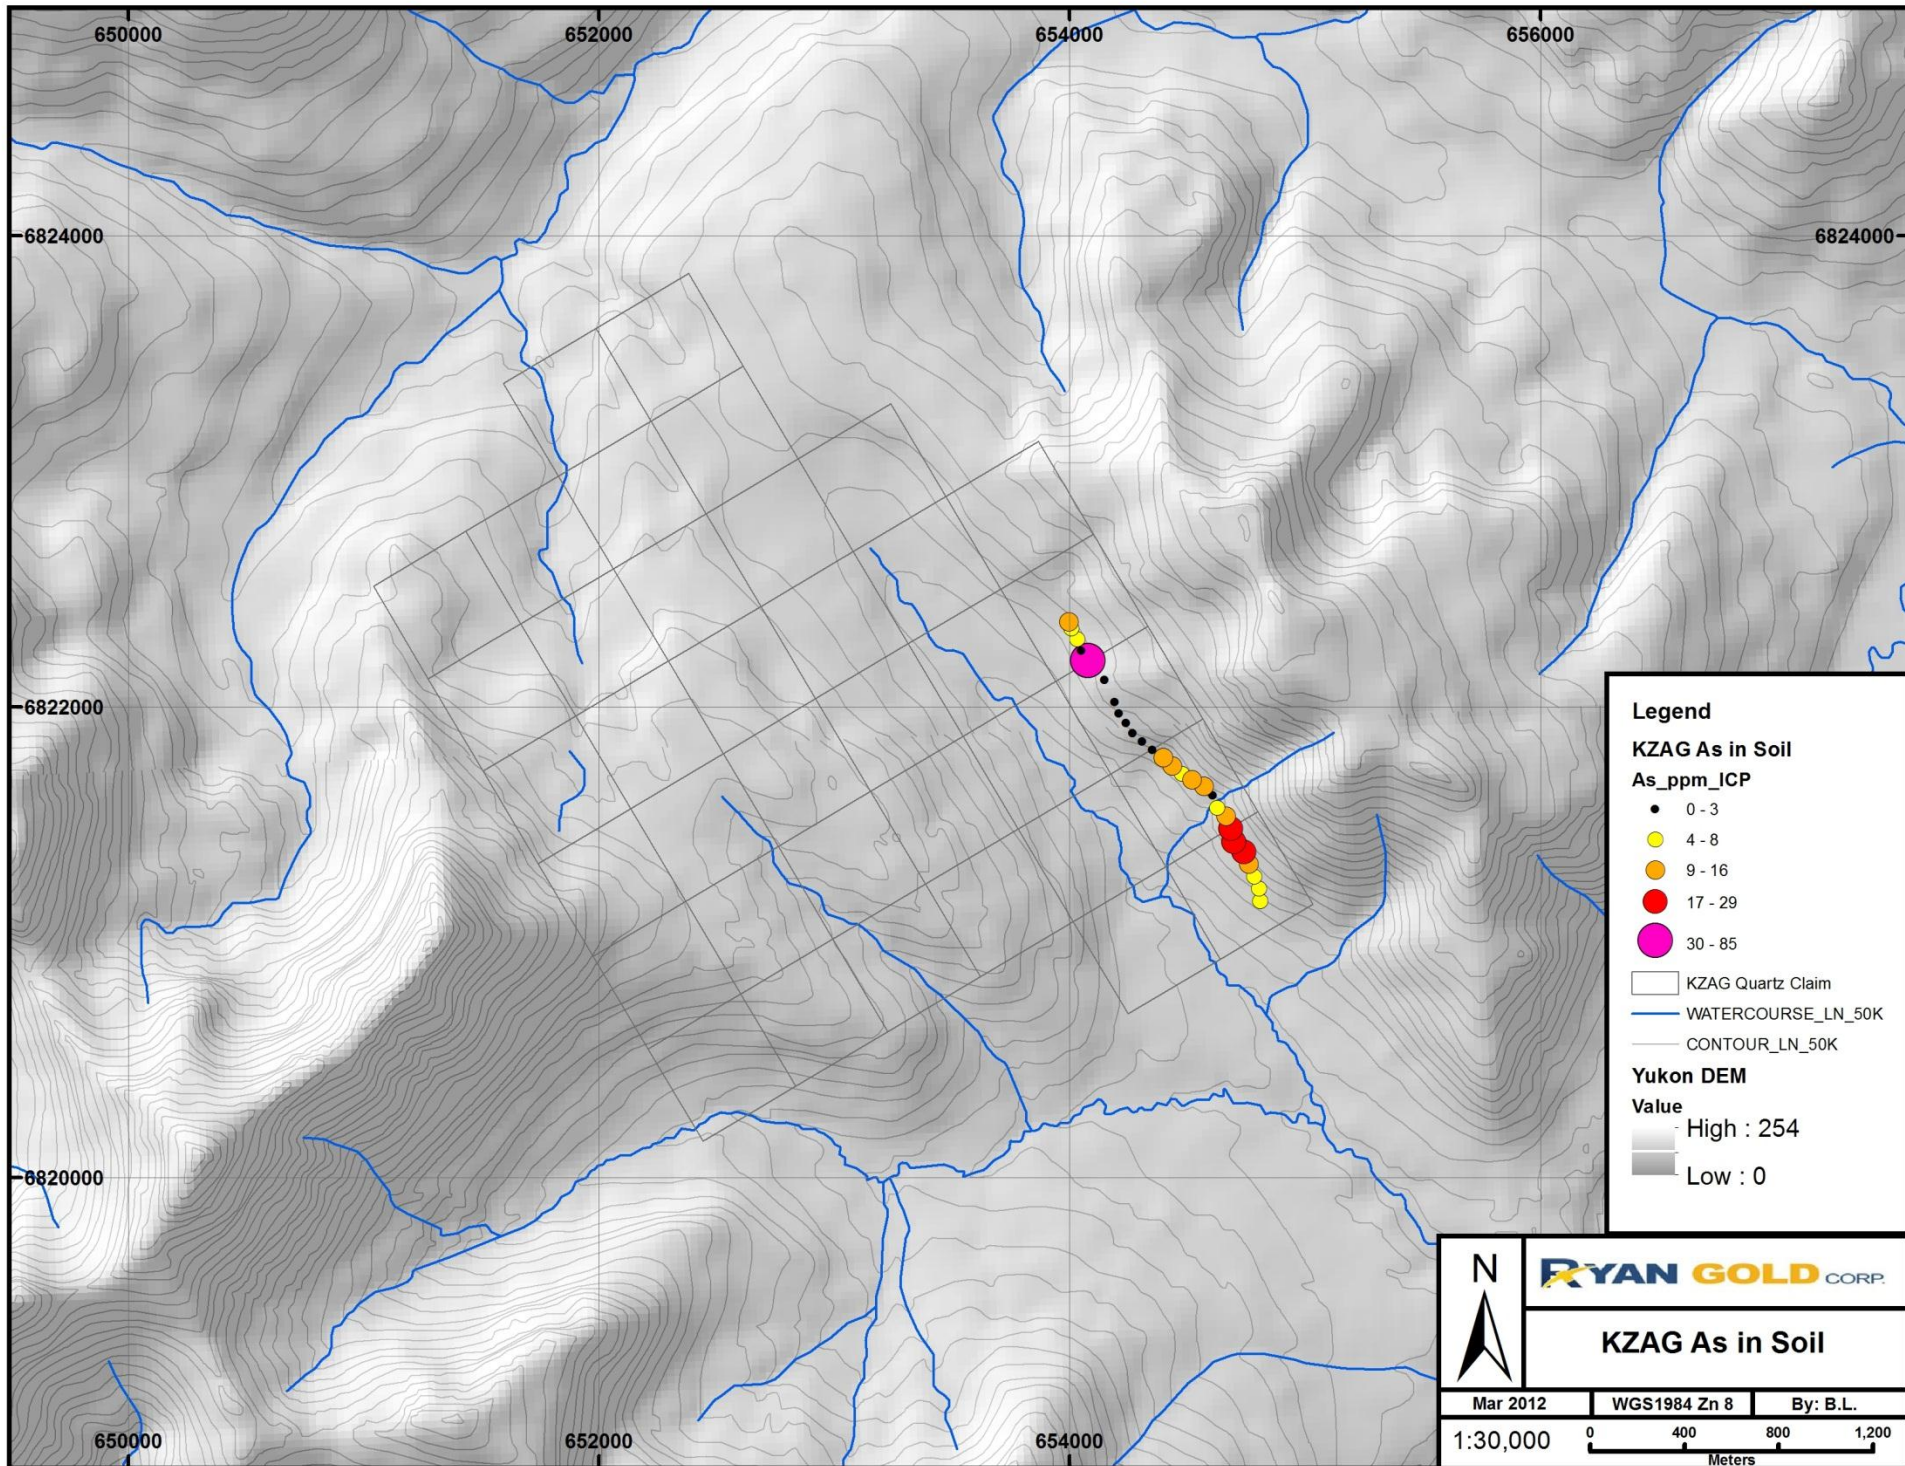 650000
652000
654000
656000
6824000
6824000
6822000
6820000
650000
652000
654000
Legend
KZAG As in Soil
As_ppm_ICP
0 - 3
4 - 8
9 - 16
17 - 29
30 - 85
KZAG Quartz Claim
WATERCOURSE_LN_50K
CONTOUR_LN_50K
Yukon DEM
Value
High : 254
Low : 0
N
RYAN GOLD CORP.
KZAG As in Soil
Mar 2012
WGS1984 Zn 8
By: B.L.
1:30,000
0 400 800 1,200
Meters